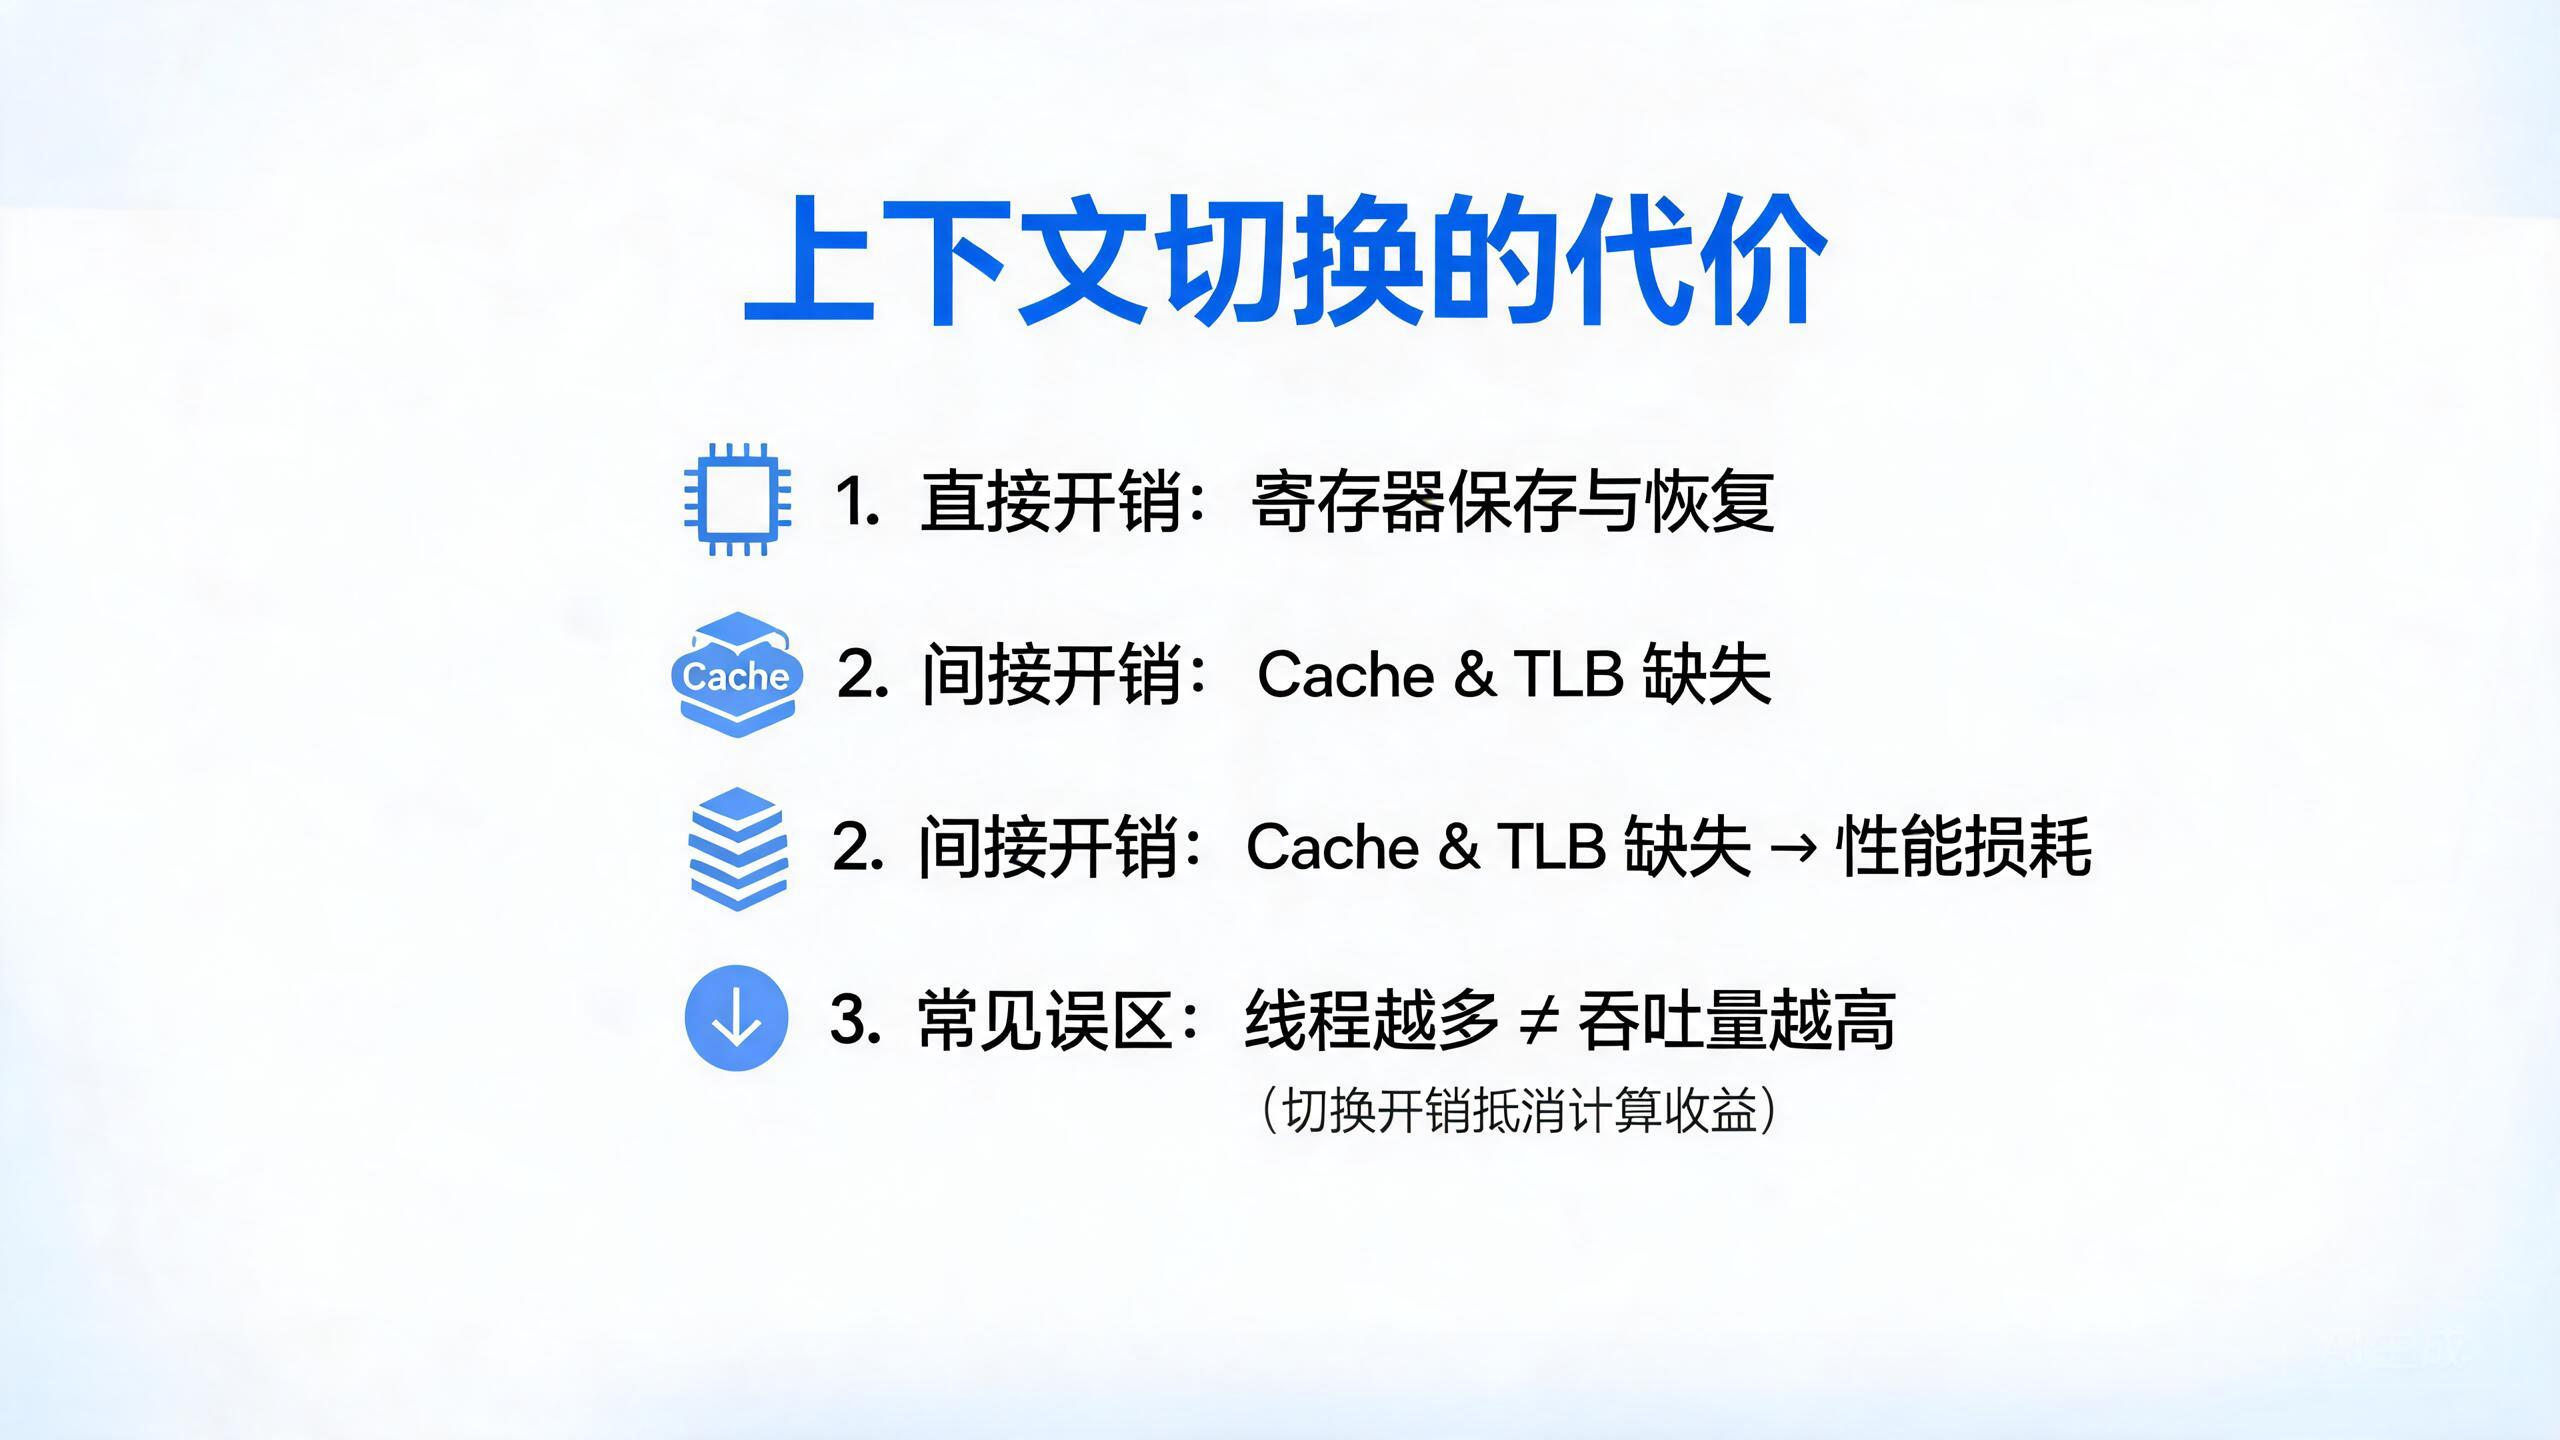 上下文切换的代价
1. 直接开销：寄存器保存与恢复
Cache
2. 间接开销：Cache & TLB 缺失
2. 间接开销：Cache & TLB 缺失 → 性能损耗
3. 常见误区：线程越多 ≠ 吞吐量越高
（切换开销抵消计算收益）